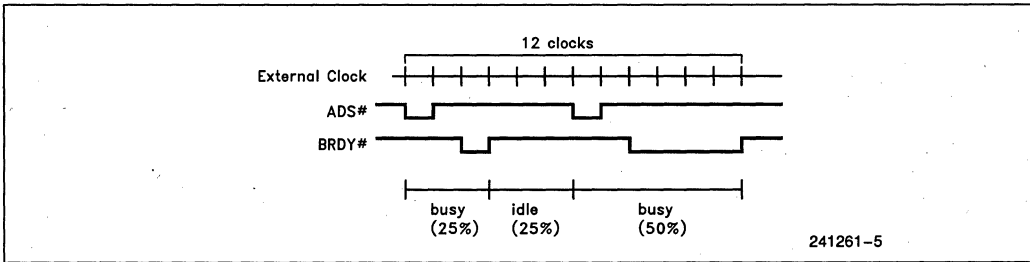 12 clocks
External Clock
ADS#
BRDY#
busy
(25%)
idle
(25%)
busy
(50%)
241261-5